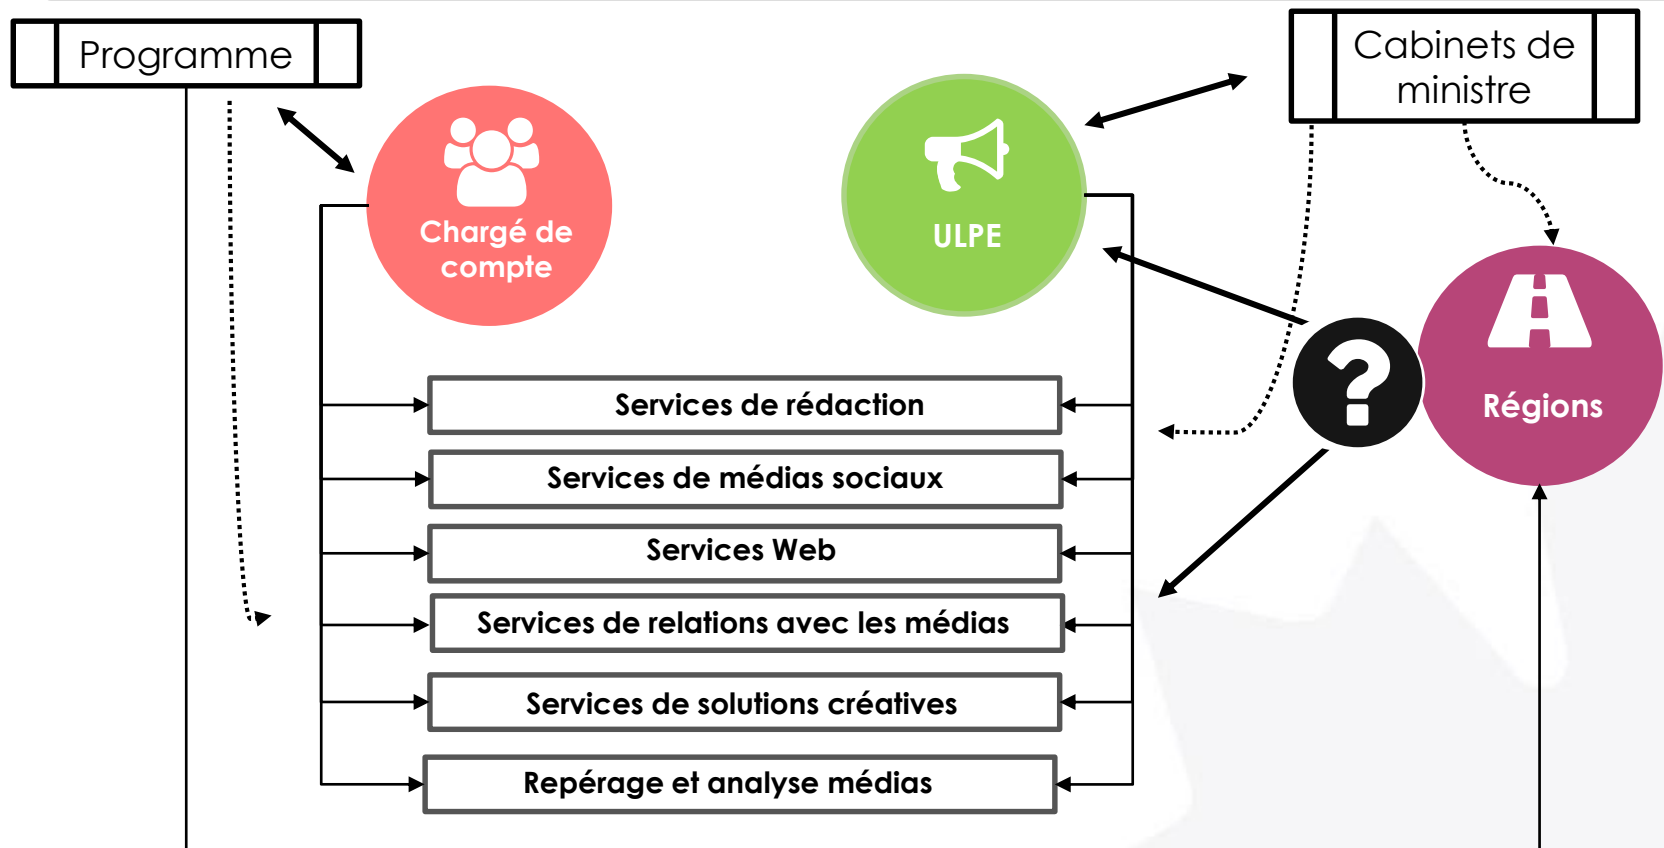 Programme
Cabinets de
ministre
Chargé de
compte
ULPE
?
Régions
Services de rédaction
Services de médias sociaux
Services Web
Services de relations avec les médias
Services de solutions créatives
Repérage et analyse médias